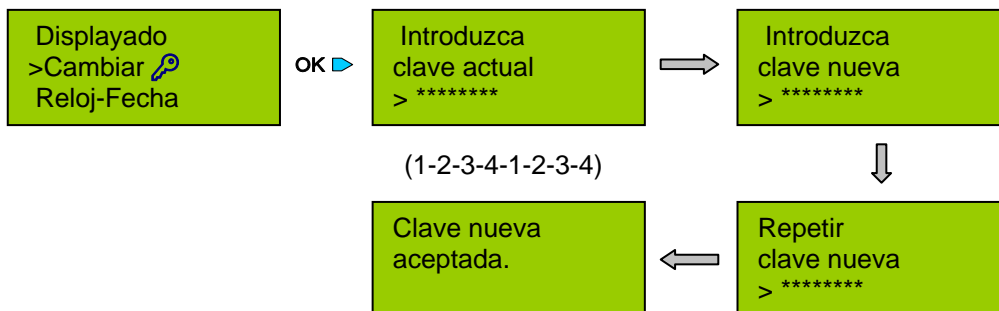 Displayado
>Cambiar
Reloj-Fecha
OK
Introduzca
clave actual
> ********
Introduzca
clave nueva
> ********
(1-2-3-4-1-2-3-4)
Repetir
clave nueva
> ********
Clave nueva
aceptada.